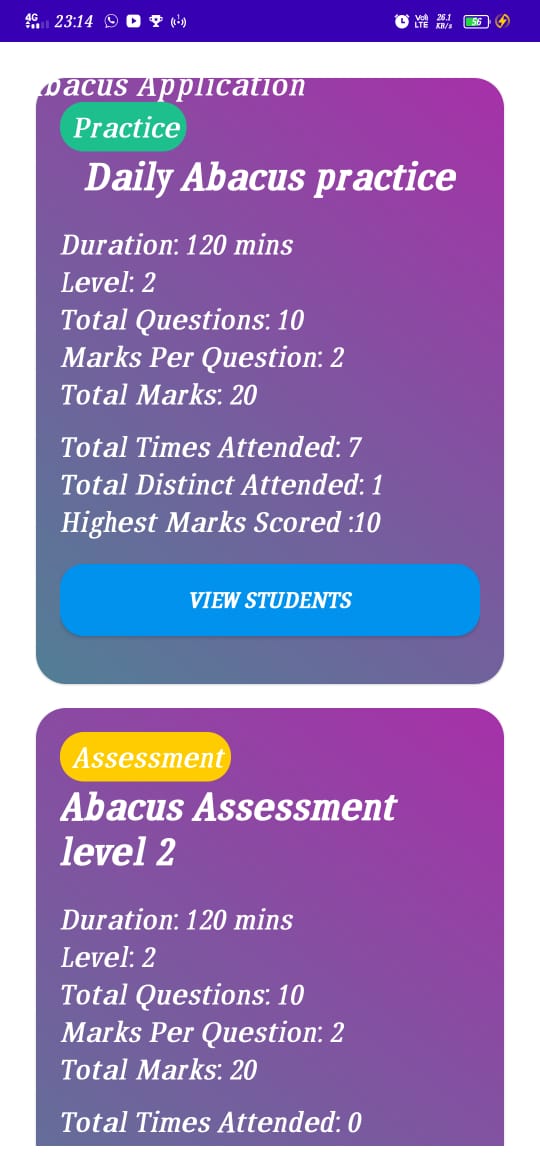 4G 23:14 Vo) LTE 26.1 KB/s 56
bacus Application
Practice
Daily Abacus practice
Duration: 120 mins
Level: 2
Total Questions: 10
Marks Per Question: 2
Total Marks: 20
Total Times Attended: 7
Total Distinct Attended: 1
Highest Marks Scored :10
VIEW STUDENTS
Assessment
Abacus Assessment
level 2
Duration: 120 mins
Level: 2
Total Questions: 10
Marks Per Question: 2
Total Marks: 20
Total Times Attended: 0